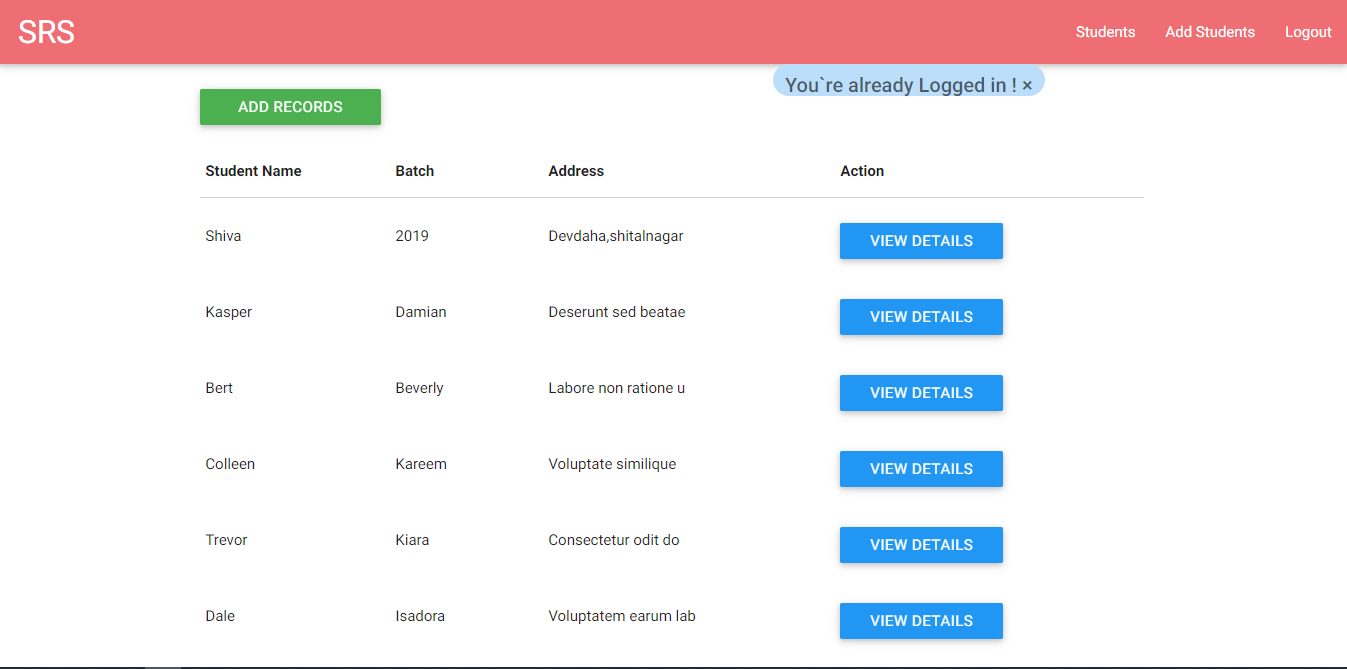 SRS Students Add Students Logout
You`re already Logged in ! ×
ADD RECORDS
Student Name Batch Address Action
Shiva 2019 Devdaha,shitalnagar VIEW DETAILS
Kasper Damian Deserunt sed beatae VIEW DETAILS
Bert Beverly Labore non ratione u VIEW DETAILS
Colleen Kareem Voluptate similique VIEW DETAILS
Trevor Kiara Consectetur odit do VIEW DETAILS
Dale Isadora Voluptatem earum lab VIEW DETAILS